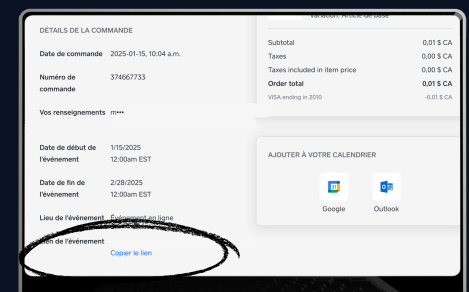 DÉTAILS DE LA COMMANDE
Date de commande 2025-01-15, 10:04 a.m.
Numéro de commande 374667733
Vos renseignements m•••
Date de début de l'événement 1/15/2025 12:00am EST
Date de fin de l'événement 2/28/2025 12:00am EST
Lieu de l'événement Événement en ligne
de l'événement
Copier le lien
Variation: Article de base
Subtotal 0,01 $ CA
Taxes 0,00 $ CA
Taxes included in item price 0,00 $ CA
Order total 0,01 $ CA
VISA ending in 2010 -0,01 $ CA
AJOUTER À VOTRE CALENDRIER
31
Google
Outlook